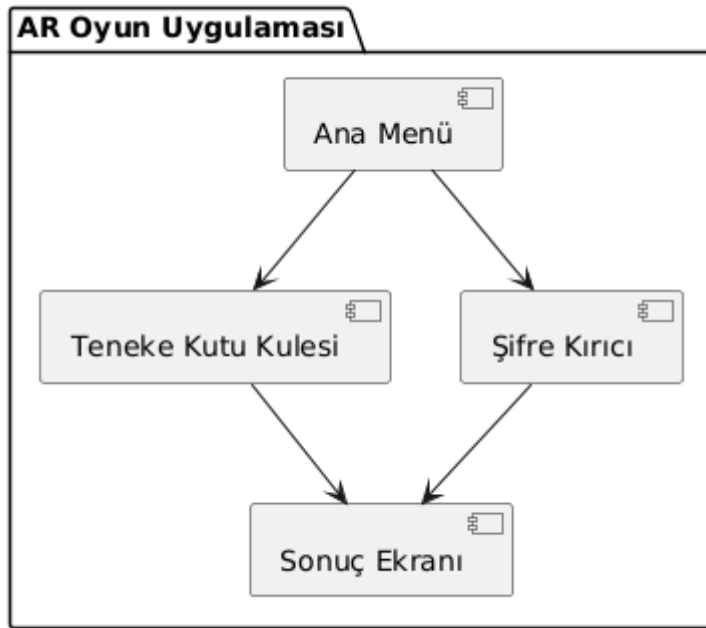 AR Oyun Uygulaması
Ana Menü
Teneke Kutu Kulesi
Şifre Kırıcı
Sonuç Ekranı